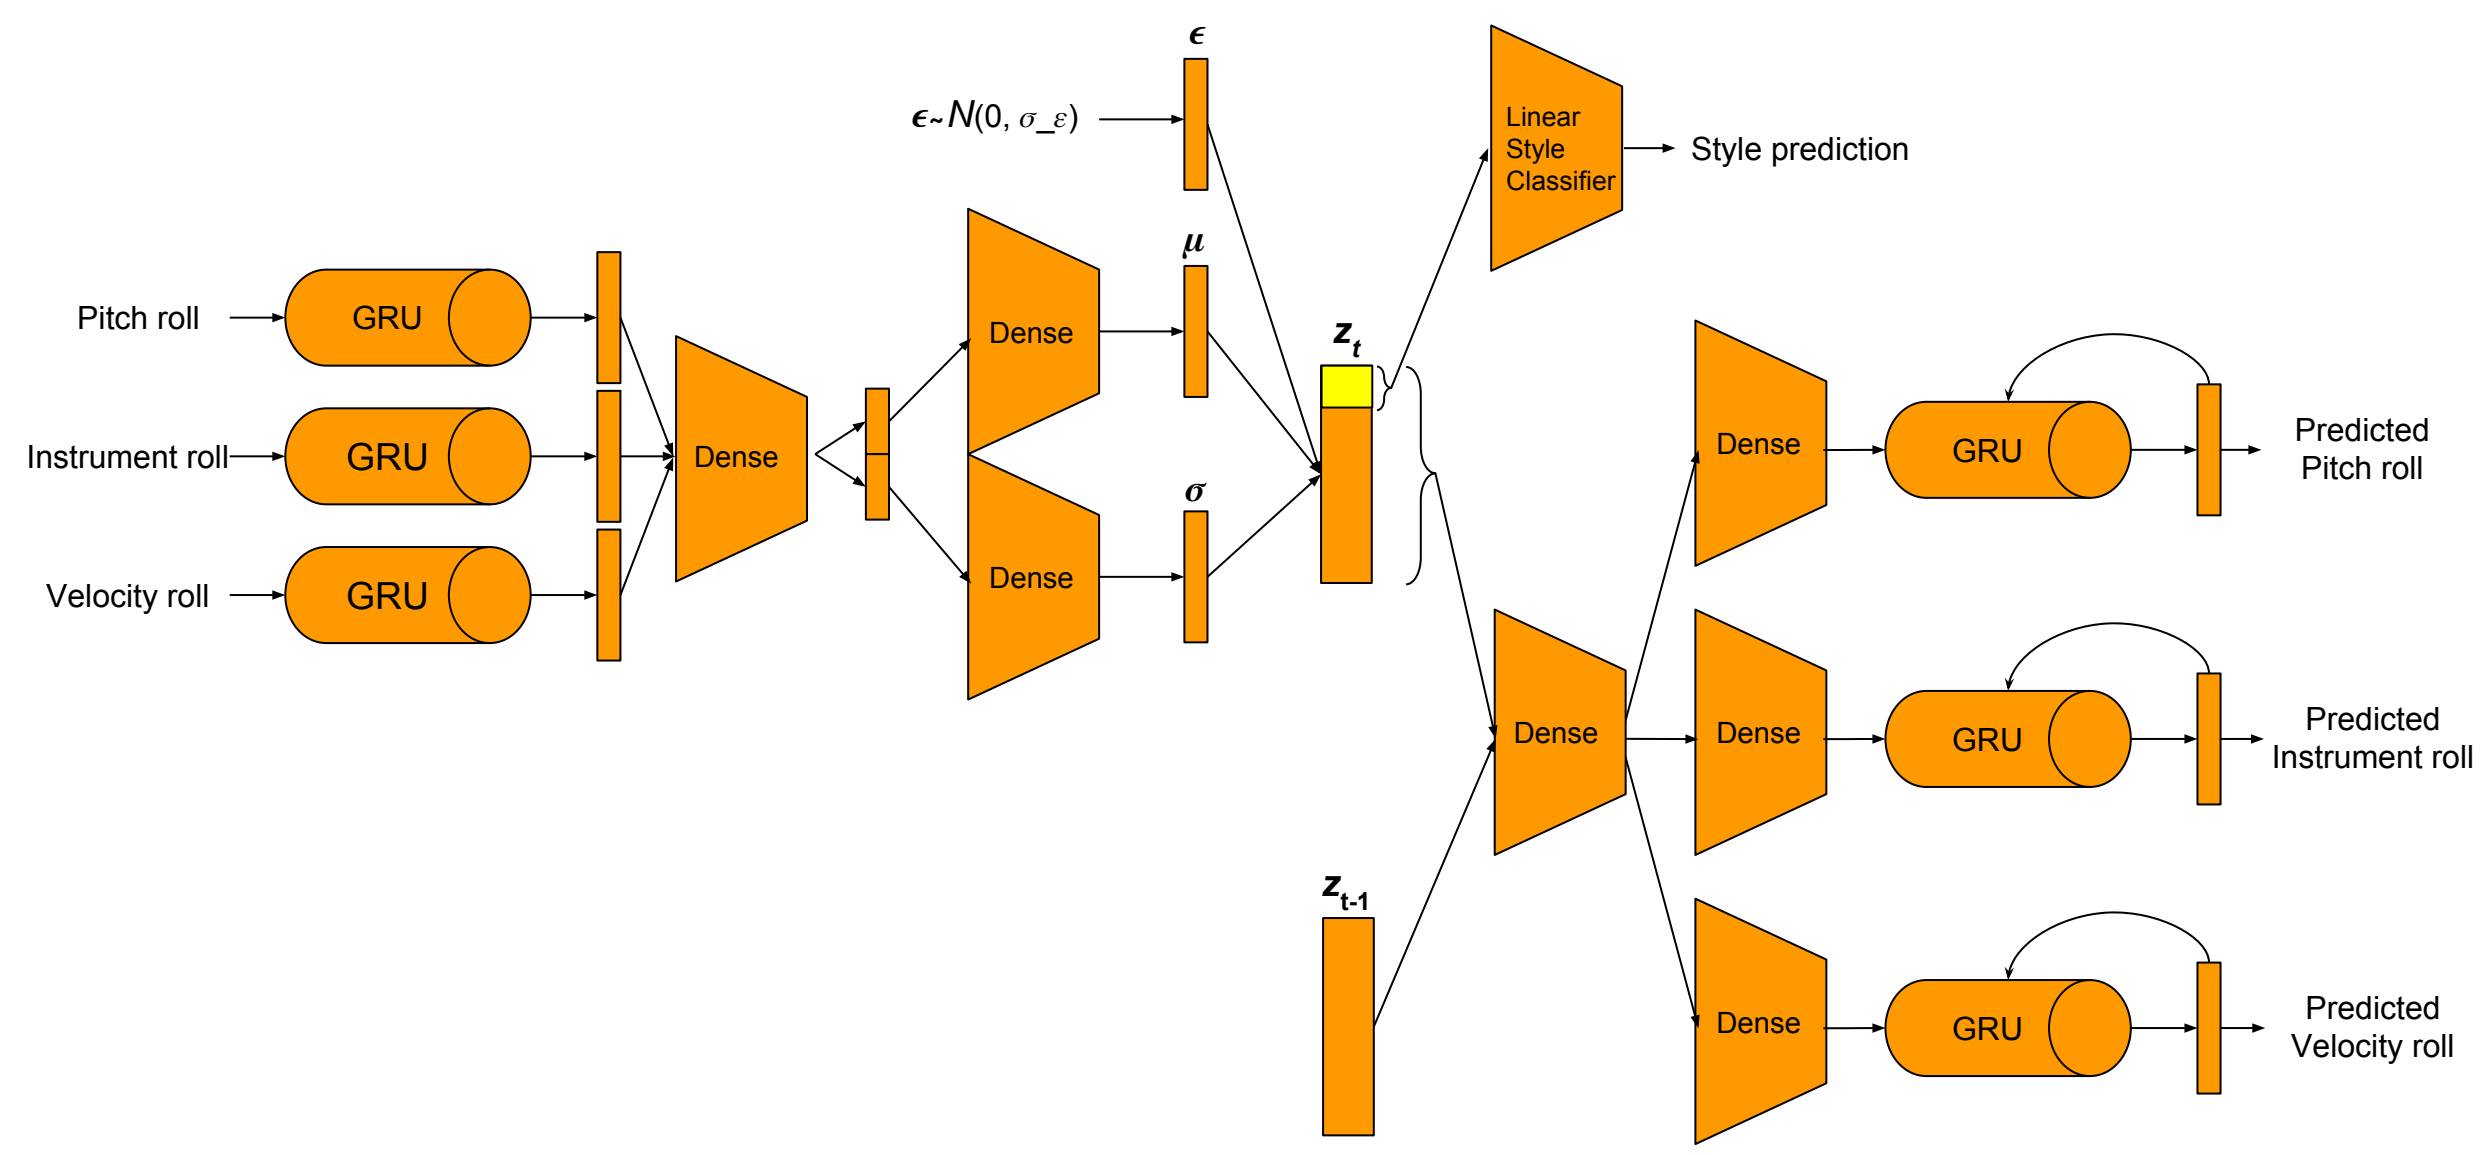 Pitch roll
GRU
Instrument roll
GRU
Velocity roll
GRU
Dense
ϵ
ϵ~N(0, σ_ε)
Dense
μ
Dense
σ
z_t
Linear
Style
Classifier
Style prediction
z_t-1
Dense
Dense
GRU
Predicted
Pitch roll
Dense
GRU
Predicted
Instrument roll
Dense
GRU
Predicted
Velocity roll